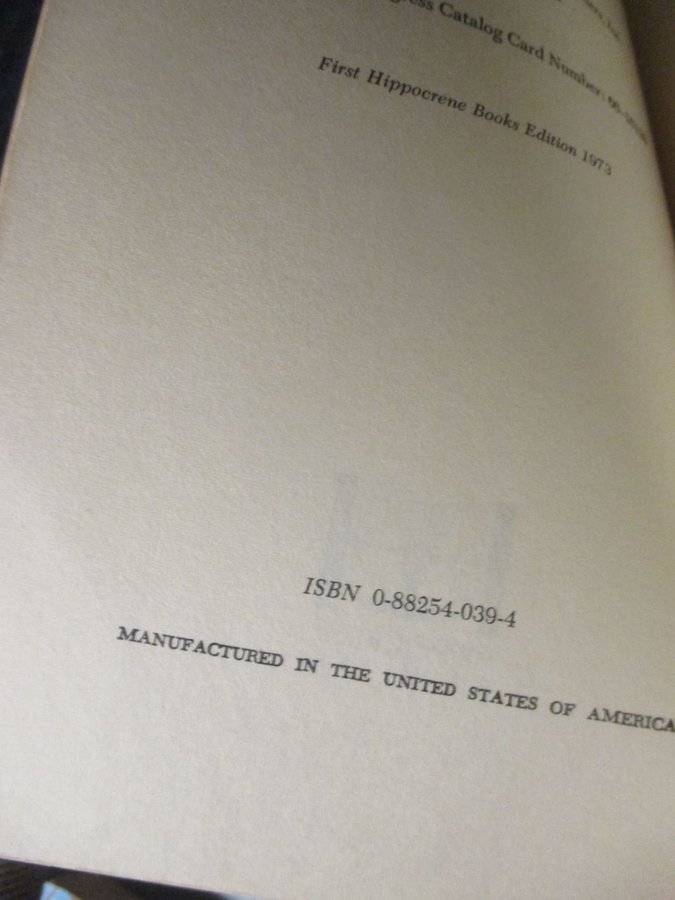 Catalog Card Number:
First Hippocrene Books Edition 1973
ISBN 0-88254-039-4
MANUFACTURED IN THE UNITED STATES OF AMERICA